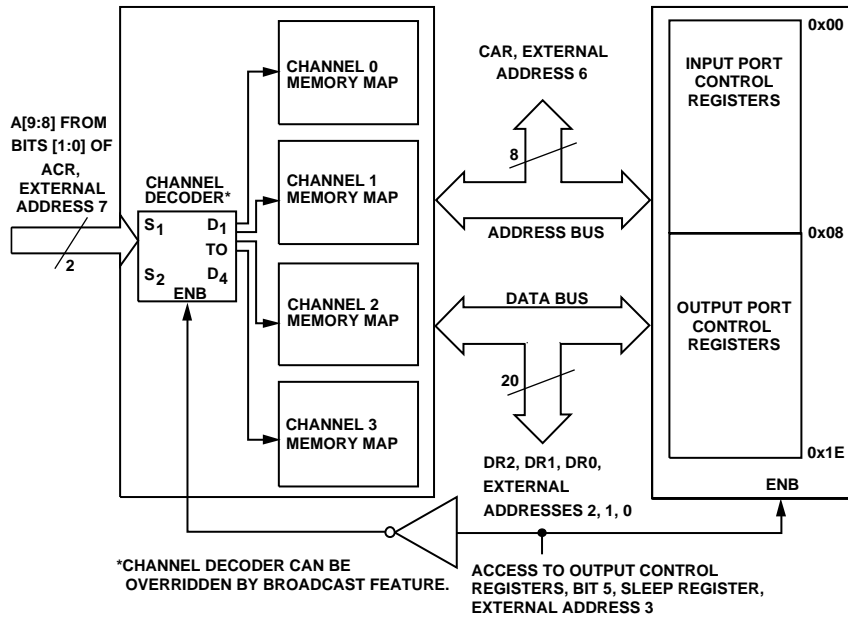 A[9:8] FROM
BITS [1:0] OF
ACR,
EXTERNAL
ADDRESS 7
2
CHANNEL
DECODER*
S1
D1
TO
S2
D4
ENB
CHANNEL 0
MEMORY MAP
CHANNEL 1
MEMORY MAP
CHANNEL 2
MEMORY MAP
CHANNEL 3
MEMORY MAP
CAR, EXTERNAL
ADDRESS 6
8
ADDRESS BUS
DATA BUS
20
DR2, DR1, DR0,
EXTERNAL
ADDRESSES 2, 1, 0
0x00
INPUT PORT
CONTROL
REGISTERS
0x08
OUTPUT PORT
CONTROL
REGISTERS
0x1E
ENB
*CHANNEL DECODER CAN BE
OVERRIDDEN BY BROADCAST FEATURE.
ACCESS TO OUTPUT CONTROL
REGISTERS, BIT 5, SLEEP REGISTER,
EXTERNAL ADDRESS 3